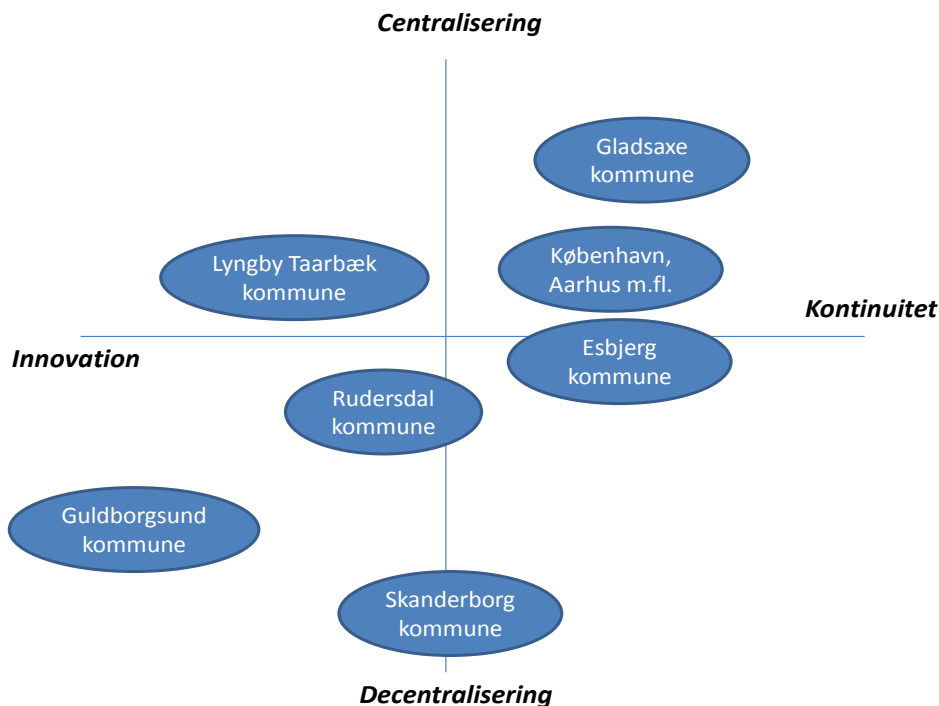 Centralisering
Gladsaxe
kommune
København,
Aarhus m.fl.
Lyngby Taarbæk
kommune
Kontinuitet
Innovation
Esbjerg
kommune
Rudersdal
kommune
Guldborgsund
kommune
Skanderborg
kommune
Decentralisering